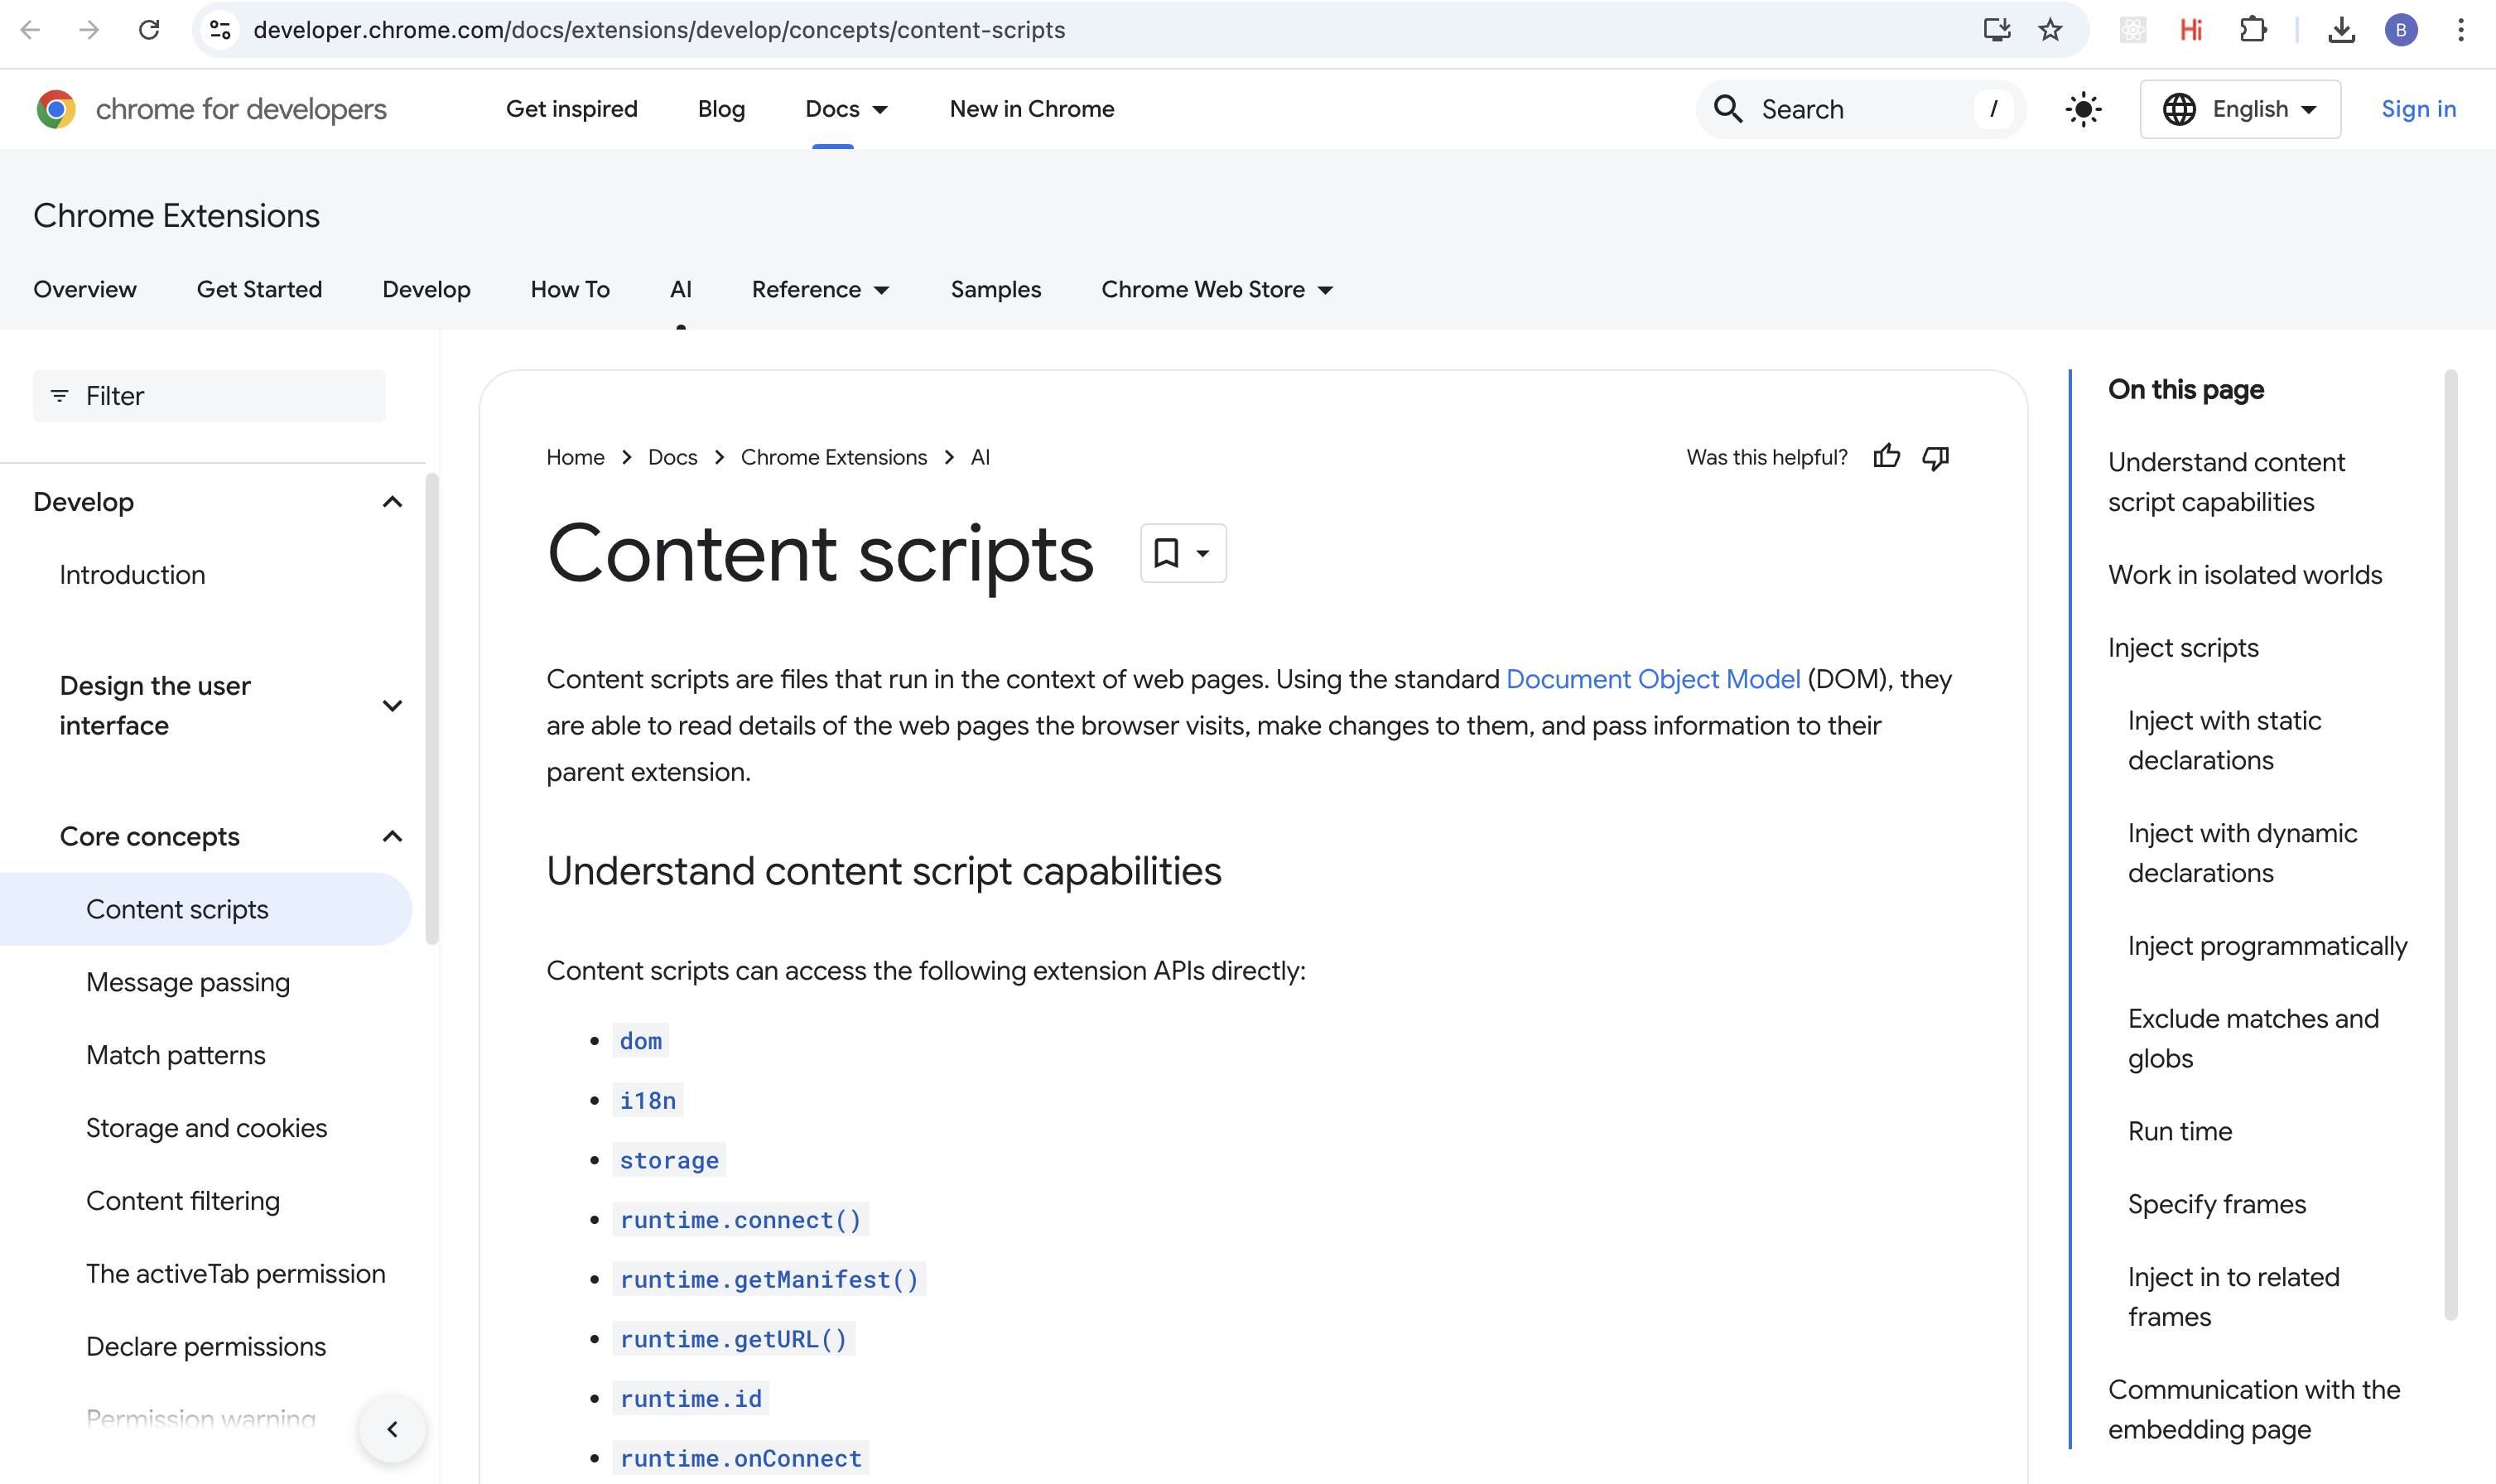 developer.chrome.com/docs/extensions/develop/concepts/content-scripts
Hi
B
chrome for developers
Get inspired
Blog
Docs
New in Chrome
Search
/
English
Sign in
Chrome Extensions
Overview
Get Started
Develop
How To
AI
Reference
Samples
Chrome Web Store
Filter
Develop
Introduction
Design the user
interface
Core concepts
Content scripts
Message passing
Match patterns
Storage and cookies
Content filtering
The activeTab permission
Declare permissions
Permission warning
Home
Docs
Chrome Extensions
AI
Was this helpful?
Content scripts
Content scripts are files that run in the context of web pages. Using the standard Document Object Model (DOM), they
are able to read details of the web pages the browser visits, make changes to them, and pass information to their
parent extension.
Understand content script capabilities
Content scripts can access the following extension APIs directly:
dom
i18n
storage
runtime.connect()
runtime.getManifest()
runtime.getURL()
runtime.id
runtime.onConnect
On this page
Understand content
script capabilities
Work in isolated worlds
Inject scripts
Inject with static
declarations
Inject with dynamic
declarations
Inject programmatically
Exclude matches and
globs
Run time
Specify frames
Inject in to related
frames
Communication with the
embedding page